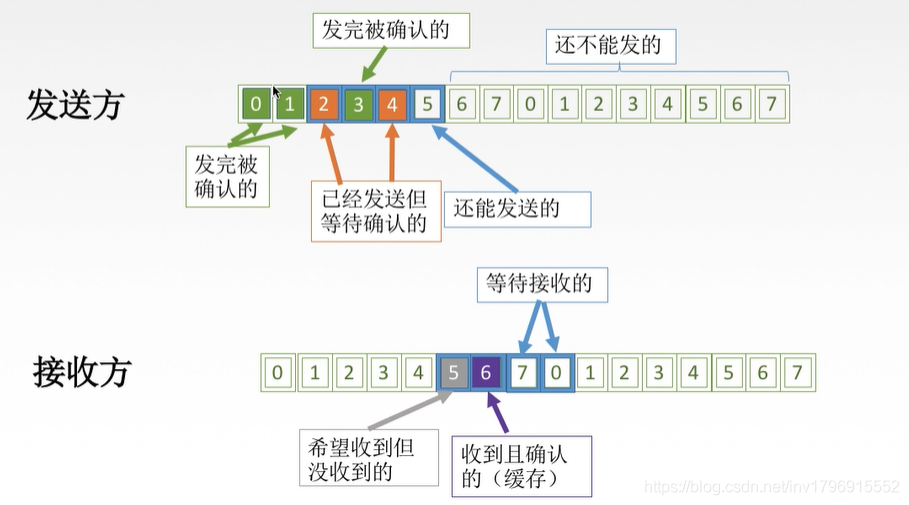 发完被确认的
还不能发的
发送方
0 1 2 3 4 5 6 7 0 1 2 3 4 5 6 7
发完被
确认的
已经发送但
等待确认的
还能发送的
等待接收的
接收方
0 1 2 3 4 5 6 7 0 1 2 3 4 5 6 7
希望收到但
没收到的
收到且确认
的（缓存）
https://blog.csdn.net/inv1796915552